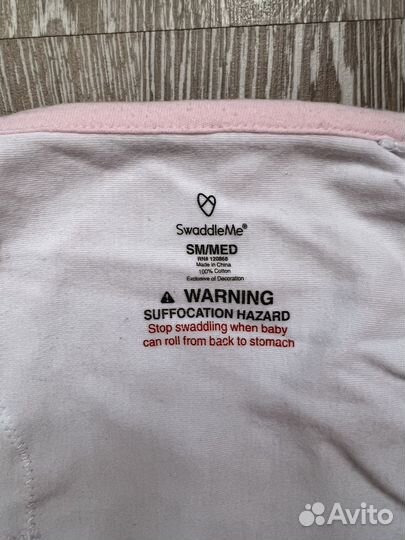 SwaddleMe®
SM/MED
RN# 120868
Made in China
100% Cotton
Exclusive of Decoration
⚠ WARNING
SUFFOCATION HAZARD
Stop swaddling when baby
can roll from back to stomach
Avito